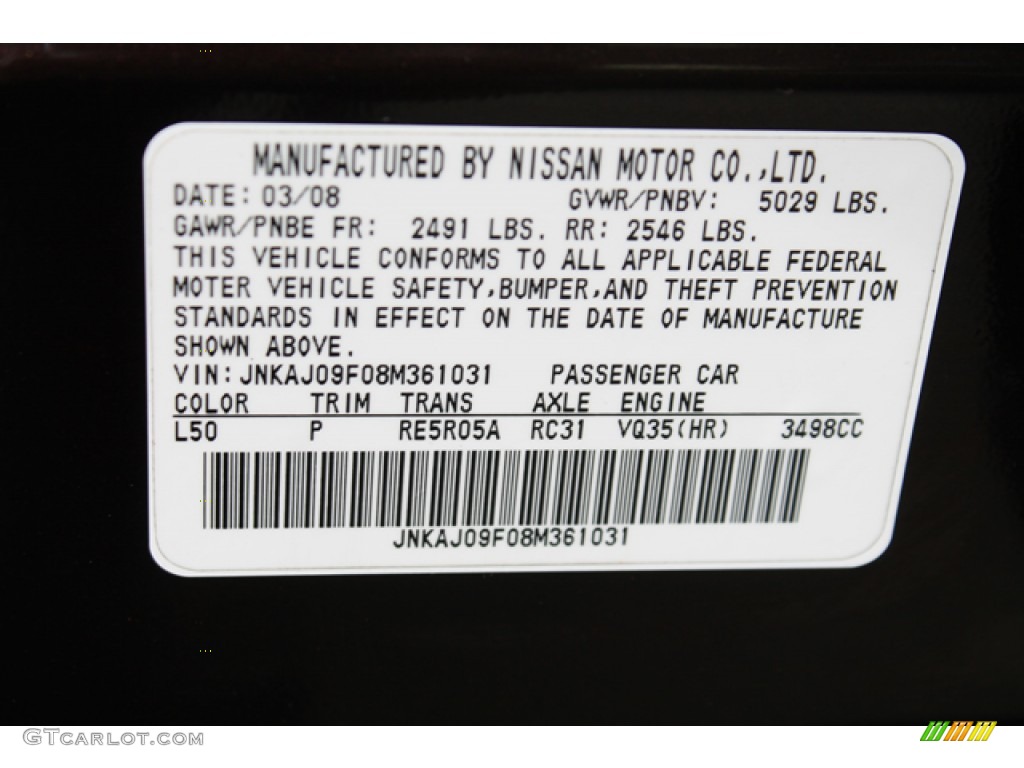 MANUFACTURED BY NISSAN MOTOR CO.,LTD.
DATE: 03/08 GVWR/PNBV: 5029 LBS.
GAWR/PNBE FR: 2491 LBS. RR: 2546 LBS.
THIS VEHICLE CONFORMS TO ALL APPLICABLE FEDERAL
MOTER VEHICLE SAFETY,BUMPER,AND THEFT PREVENTION
STANDARDS IN EFFECT ON THE DATE OF MANUFACTURE
SHOWN ABOVE.
VIN: JNKAJ09F08M361031 PASSENGER CAR
COLOR TRIM TRANS AXLE ENGINE
L50 P RE5R05A RC31 VQ35(HR) 3498CC
JNKAJ09F08M361031
GTCARLOT.COM